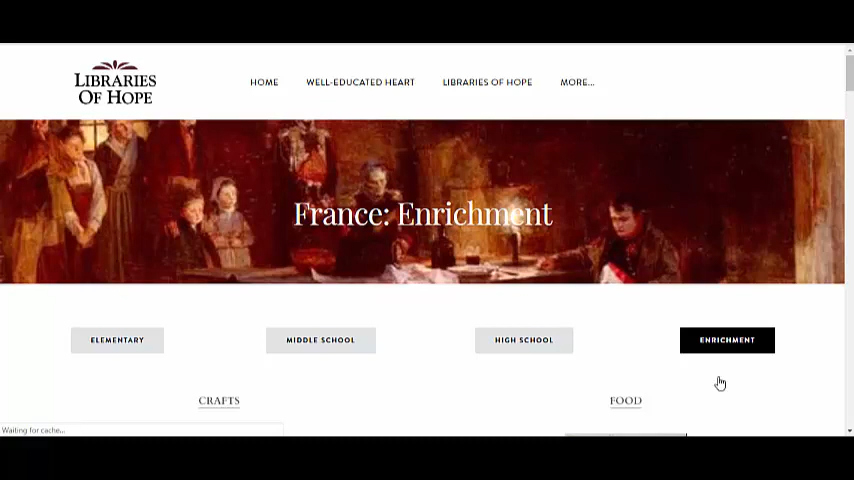 LIBRARIES
OF HOPE
HOME WELL-EDUCATED HEART LIBRARIES OF HOPE MORE...
France: Enrichment
ELEMENTARY MIDDLE SCHOOL HIGH SCHOOL ENRICHMENT
CRAFTS FOOD
Waiting for cache...